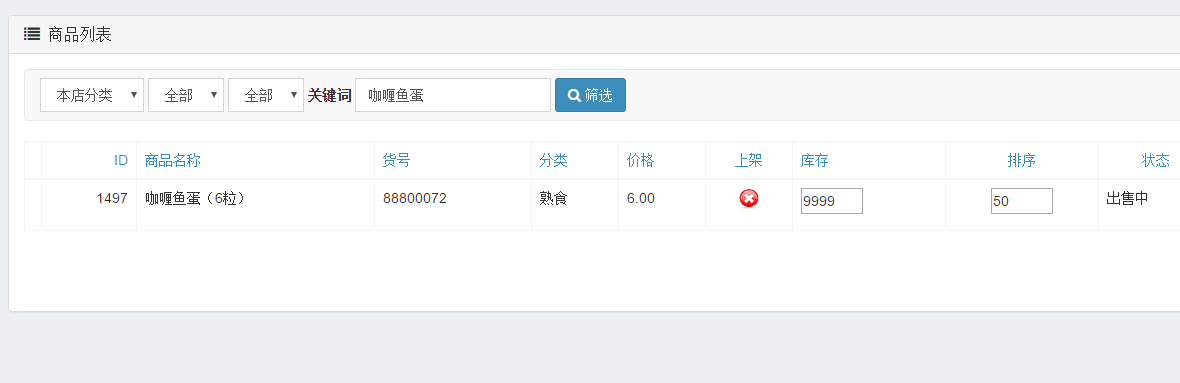 商品列表
本店分类 全部 全部 关键词 咖喱鱼蛋 筛选
ID 商品名称 货号 分类 价格 上架 库存 排序 状态
1497 咖喱鱼蛋（6粒） 88800072 熟食 6.00 9999 50 出售中